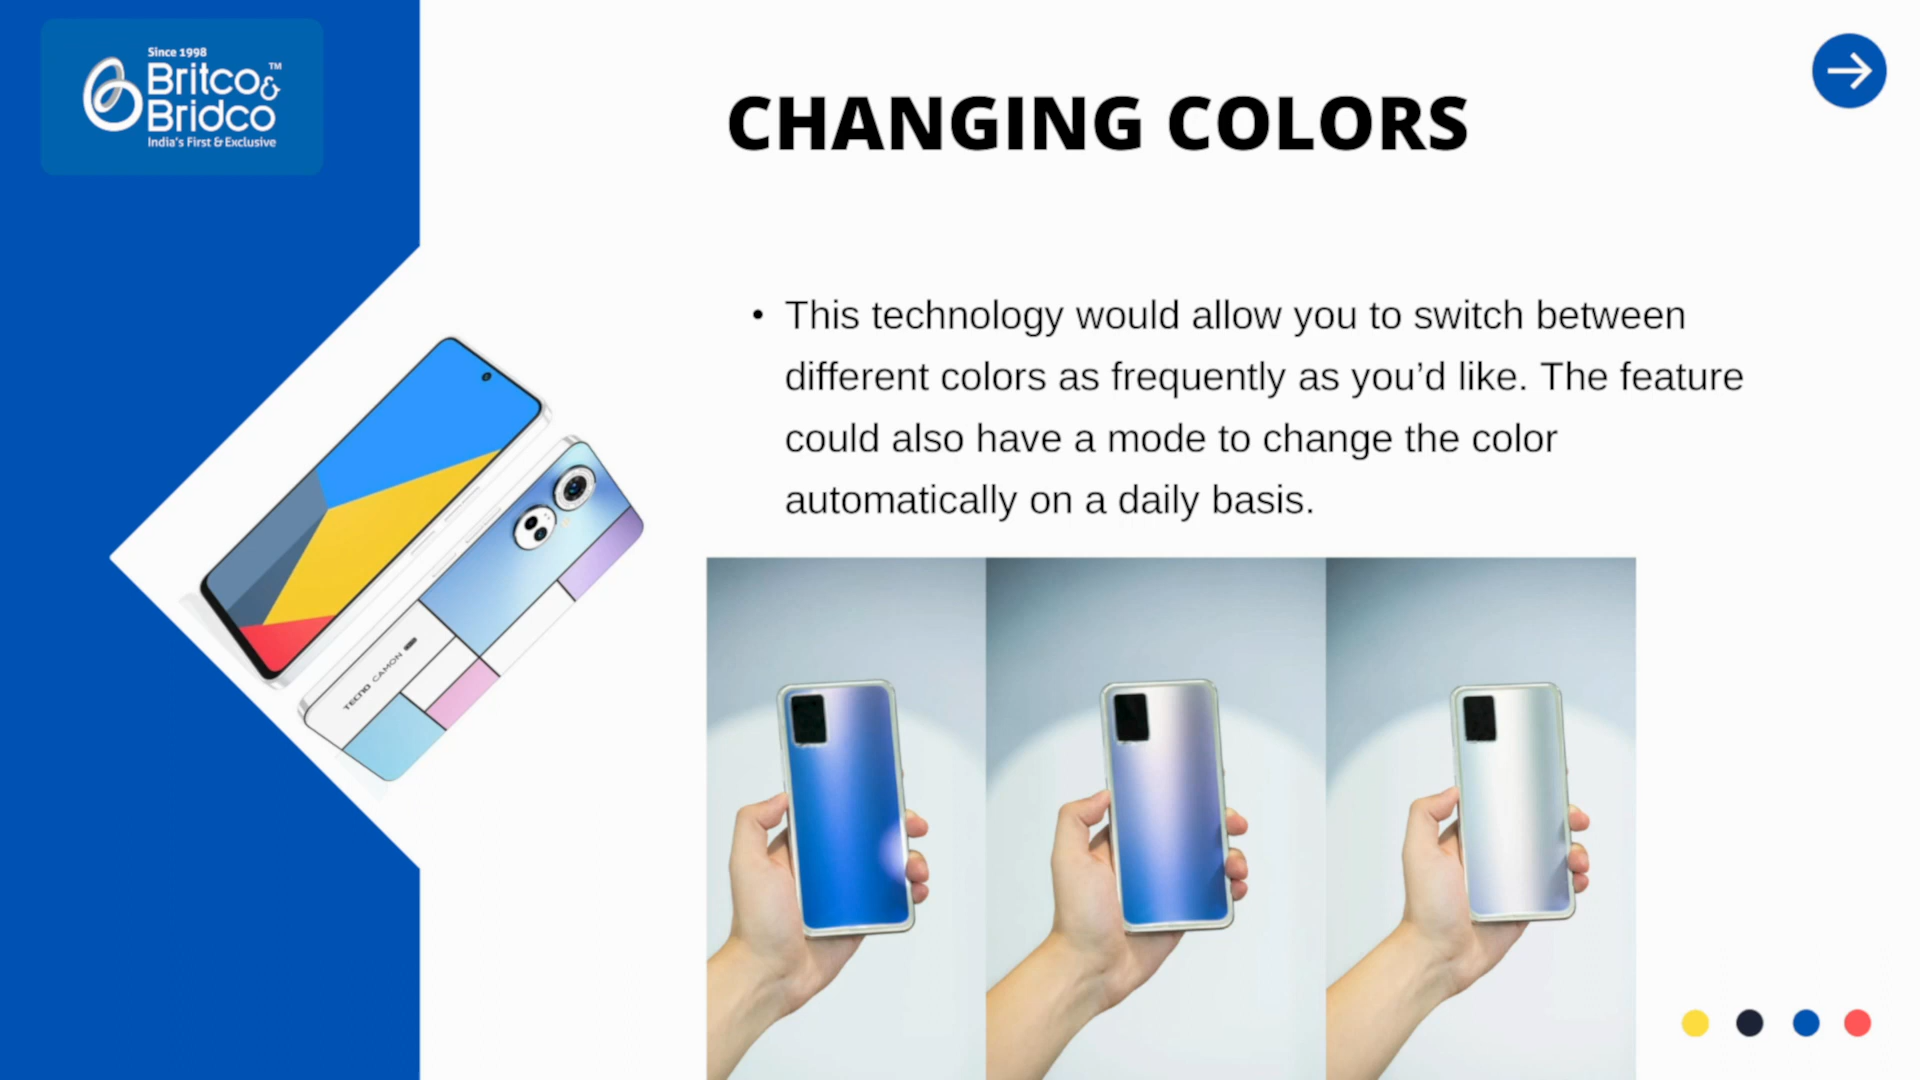 Since 1998
Britco &
Bridco™
India's First & Exclusive
CHANGING COLORS
• This technology would allow you to switch between
different colors as frequently as you’d like. The feature
could also have a mode to change the color
automatically on a daily basis.
TECNO CAMON